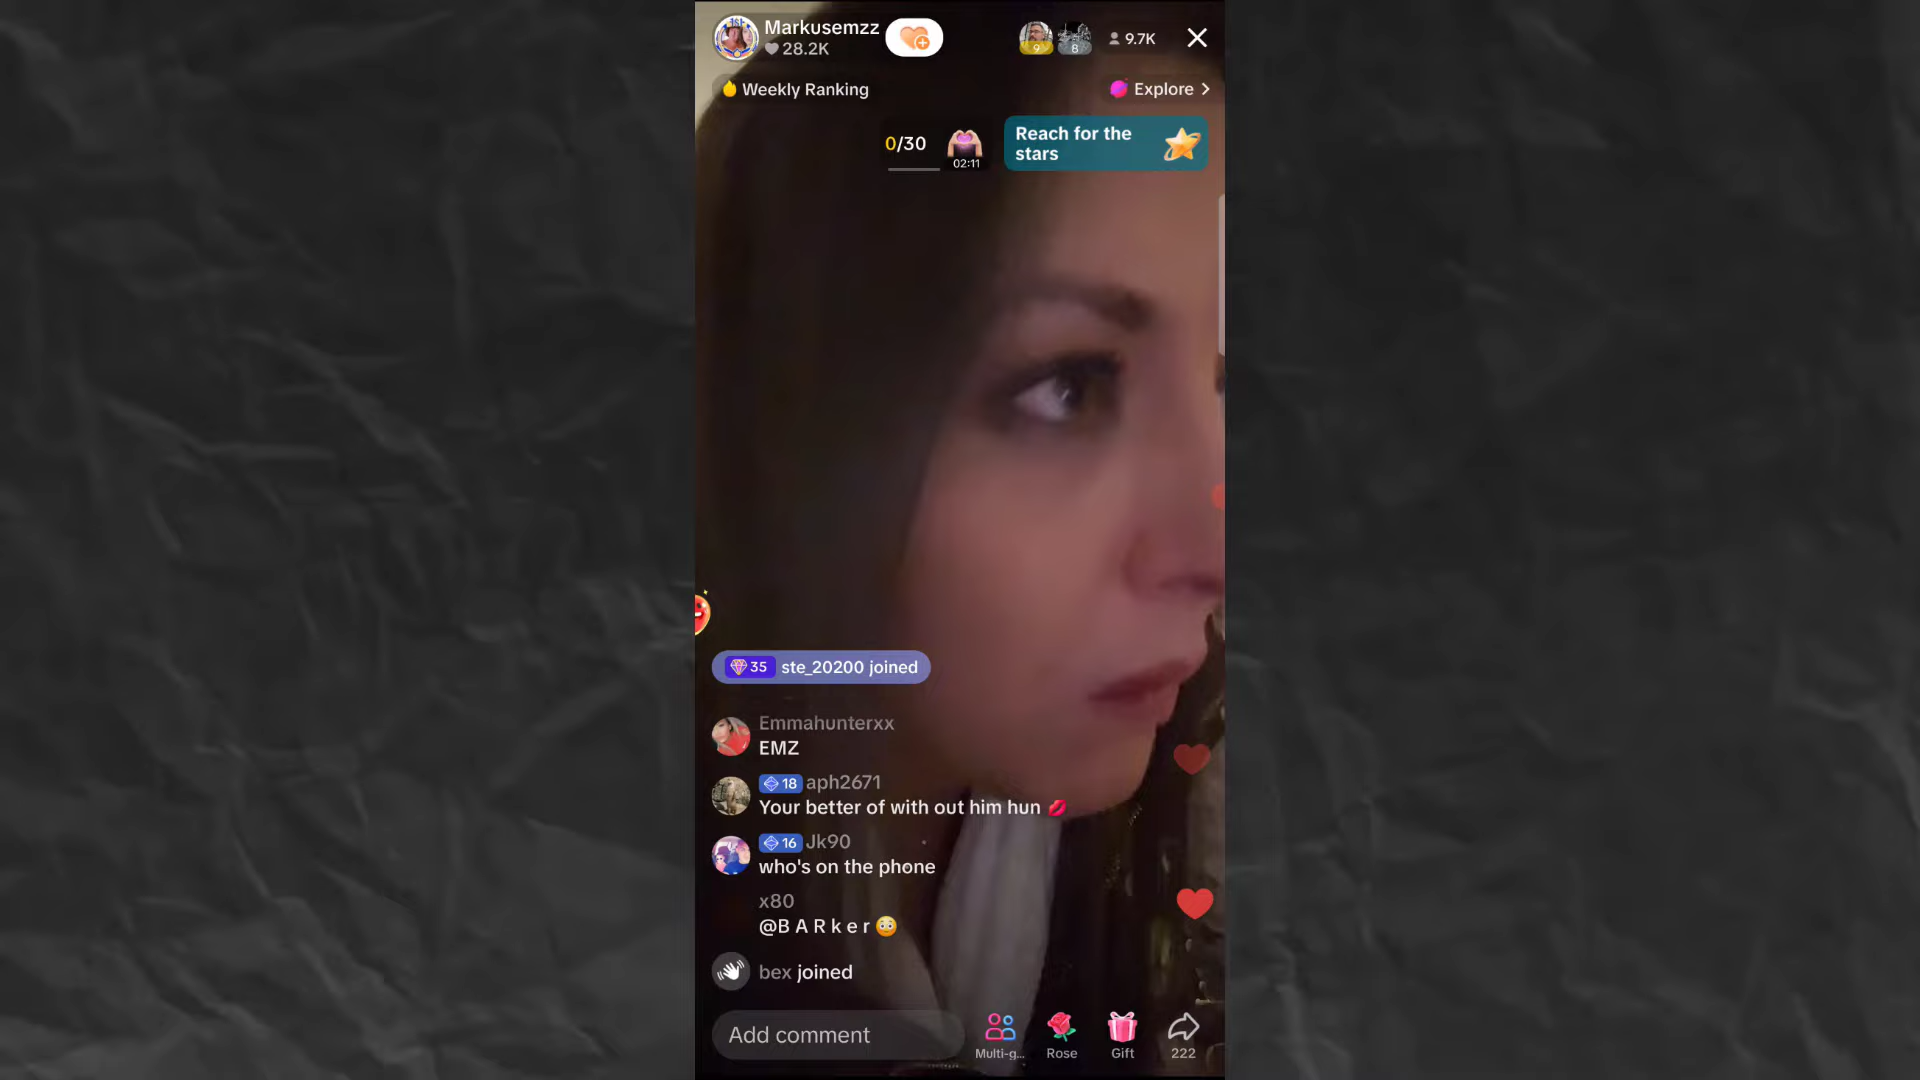 Markusemzz
28.2K
9
8
9.7K
Weekly Ranking
Explore
0/30
02:11
Reach for the
stars
35 ste_20200 joined
Emmahunterxx
EMZ
18 aph2671
Your better of with out him hun 💋
16 Jk90
who's on the phone
x80
@B A R k e r 😳
bex joined
Add comment
Multi-g...
Rose
Gift
222